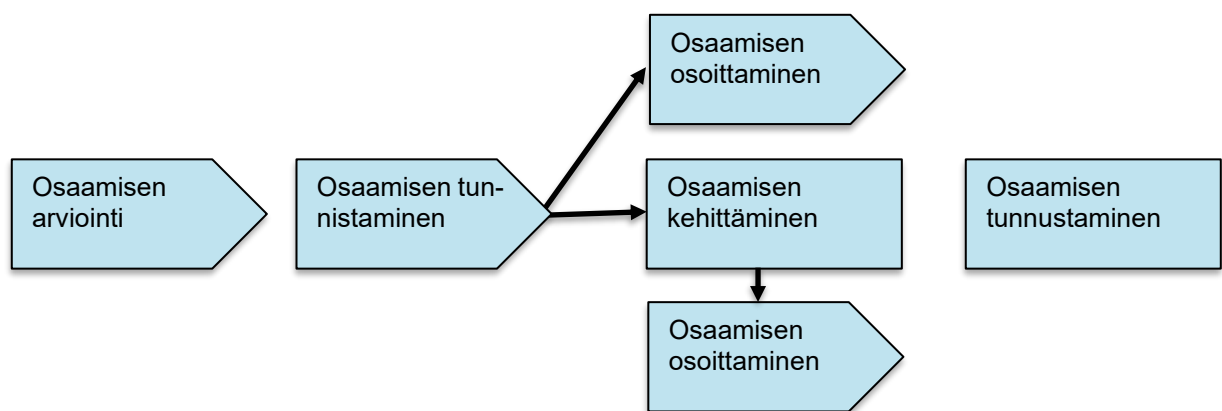 Osaamisen
osoittaminen
Osaamisen
arviointi
Osaamisen tun-
nistaminen
Osaamisen
kehittäminen
Osaamisen
tunnustaminen
Osaamisen
osoittaminen